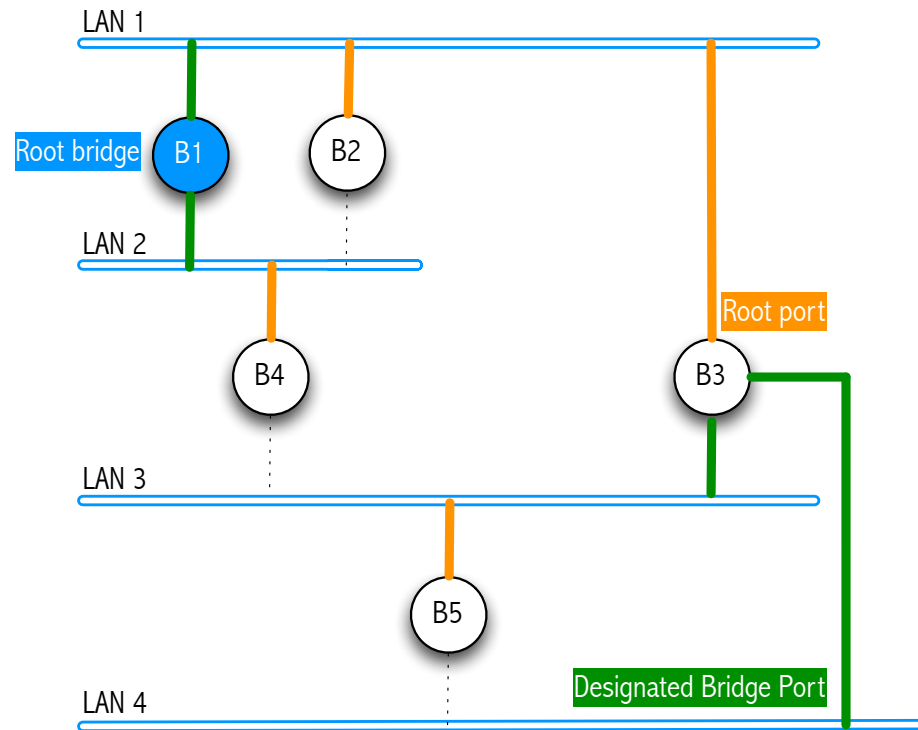 LAN 1
Root bridge
B1
B2
LAN 2
Root port
B4
B3
LAN 3
B5
Designated Bridge Port
LAN 4